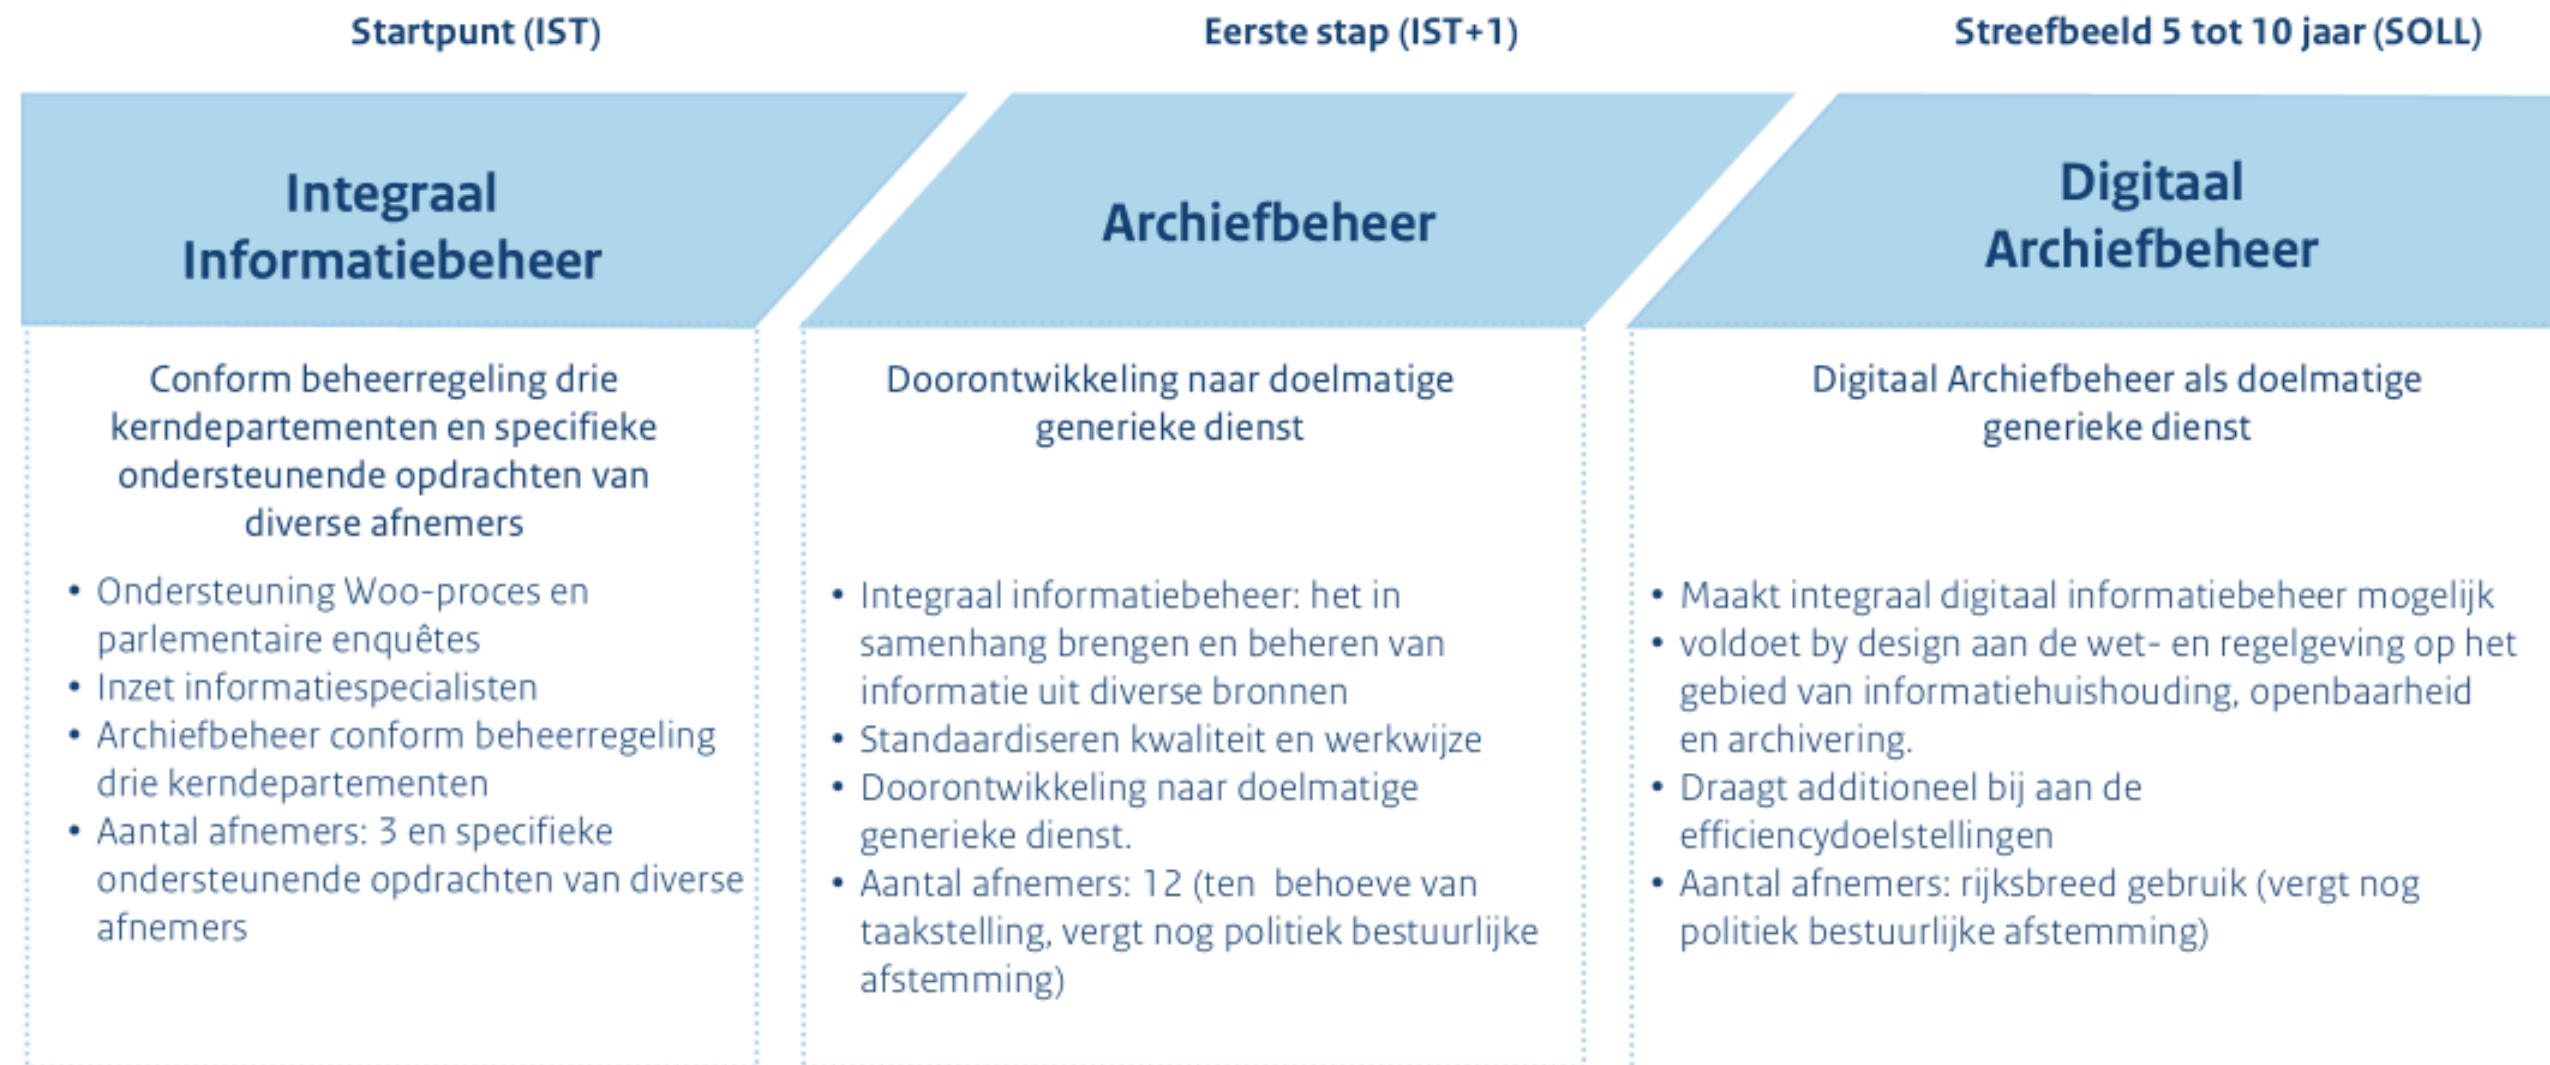 Startpunt (IST)
Eerste stap (IST+1)
Streefbeeld 5 tot 10 jaar (SOLL)
Integraal
Informatiebeheer
Archiefbeheer
Digitaal
Archiefbeheer
Conform beheerregeling drie
kerndepartementen en specifieke
ondersteunende opdrachten van
diverse afnemers
• Ondersteuning Woo-proces en
parlementaire enquêtes
• Inzet informatiespecialisten
• Archiefbeheer conform beheerregeling
drie kerndepartementen
• Aantal afnemers: 3 en specifieke
ondersteunende opdrachten van diverse
afnemers
Doorontwikkeling naar doelmatige
generieke dienst
• Integraal informatiebeheer: het in
samenhang brengen en beheren van
informatie uit diverse bronnen
• Standaardiseren kwaliteit en werkwijze
• Doorontwikkeling naar doelmatige
generieke dienst.
• Aantal afnemers: 12 (ten behoeve van
taakstelling, vergt nog politiek bestuurlijke
afstemming)
Digitaal Archiefbeheer als doelmatige
generieke dienst
• Maakt integraal digitaal informatiebeheer mogelijk
• voldoet by design aan de wet- en regelgeving op het
gebied van informatiehuishouding, openbaarheid
en archivering.
• Draagt additioneel bij aan de
efficiencydoelstellingen
• Aantal afnemers: rijksbreed gebruik (vergt nog
politiek bestuurlijke afstemming)